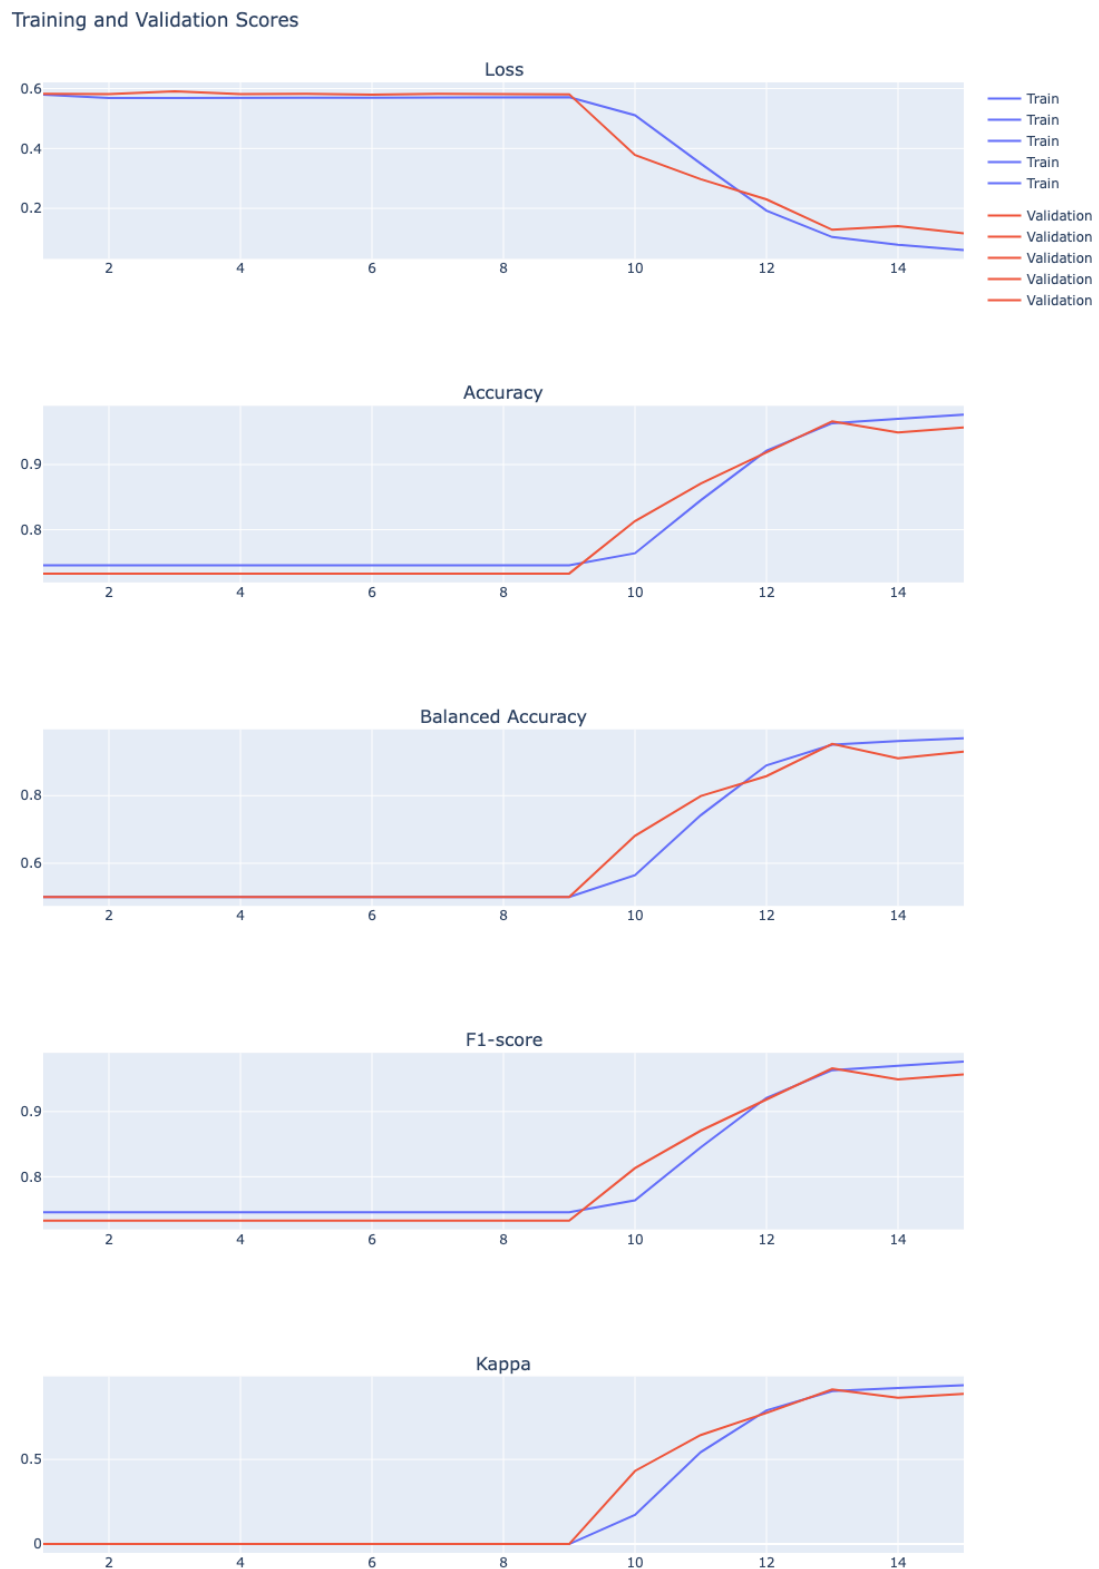 Training and Validation Scores
Loss
0.6
0.4
0.2
2 4 6 8 10 12 14
Train
Train
Train
Train
Train
Validation
Validation
Validation
Validation
Validation
Accuracy
0.9
0.8
2 4 6 8 10 12 14
Balanced Accuracy
0.8
0.6
2 4 6 8 10 12 14
F1-score
0.9
0.8
2 4 6 8 10 12 14
Kappa
0.5
0
2 4 6 8 10 12 14